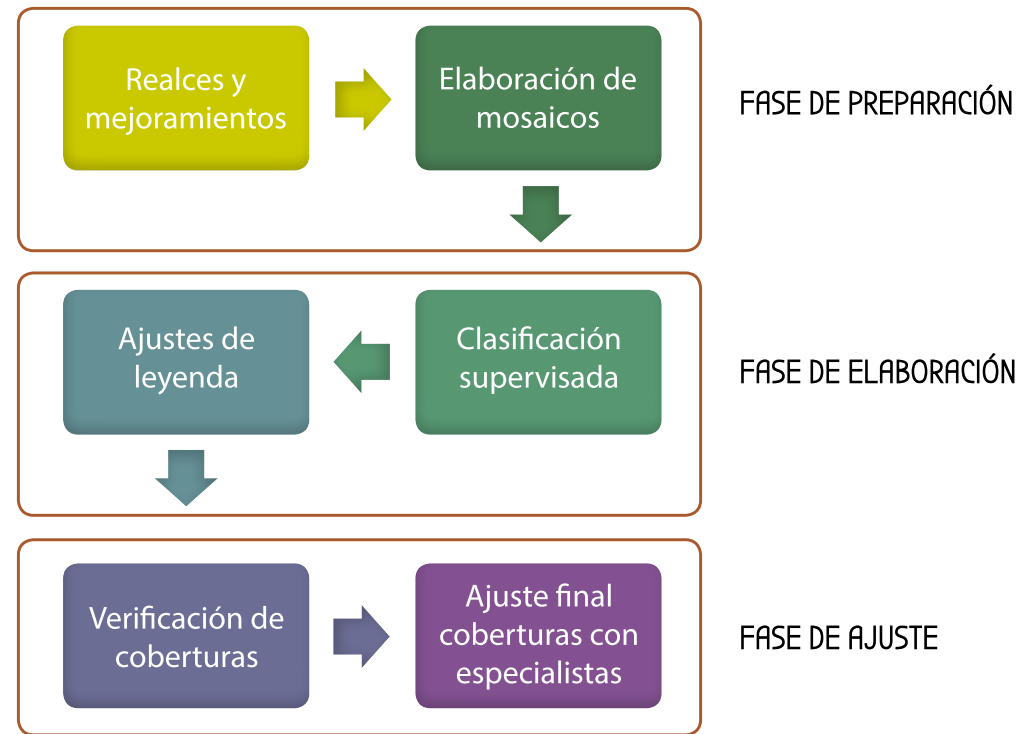 Realces y
mejoramientos
Elaboración de
mosaicos
FASE DE PREPARACIÓN
Ajustes de
leyenda
Clasificación
supervisada
FASE DE ELABORACIÓN
Verificación de
coberturas
Ajuste final
coberturas con
especialistas
FASE DE AJUSTE